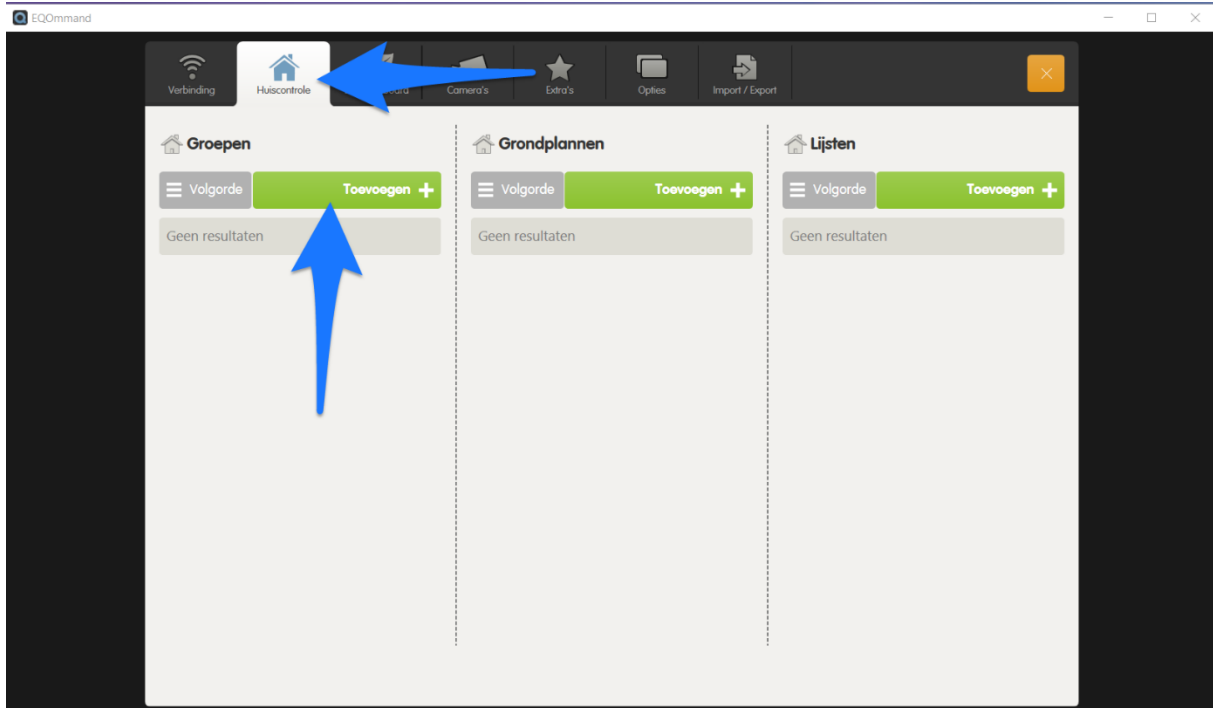 EQOmmand
Verbinding
Huiscontrole
Camera's
Extra's
Opties
Import / Export
Groepen
Grondplannen
Lijsten
Volgorde
Toevoegen
Volgorde
Toevoegen
Volgorde
Toevoegen
Geen resultaten
Geen resultaten
Geen resultaten